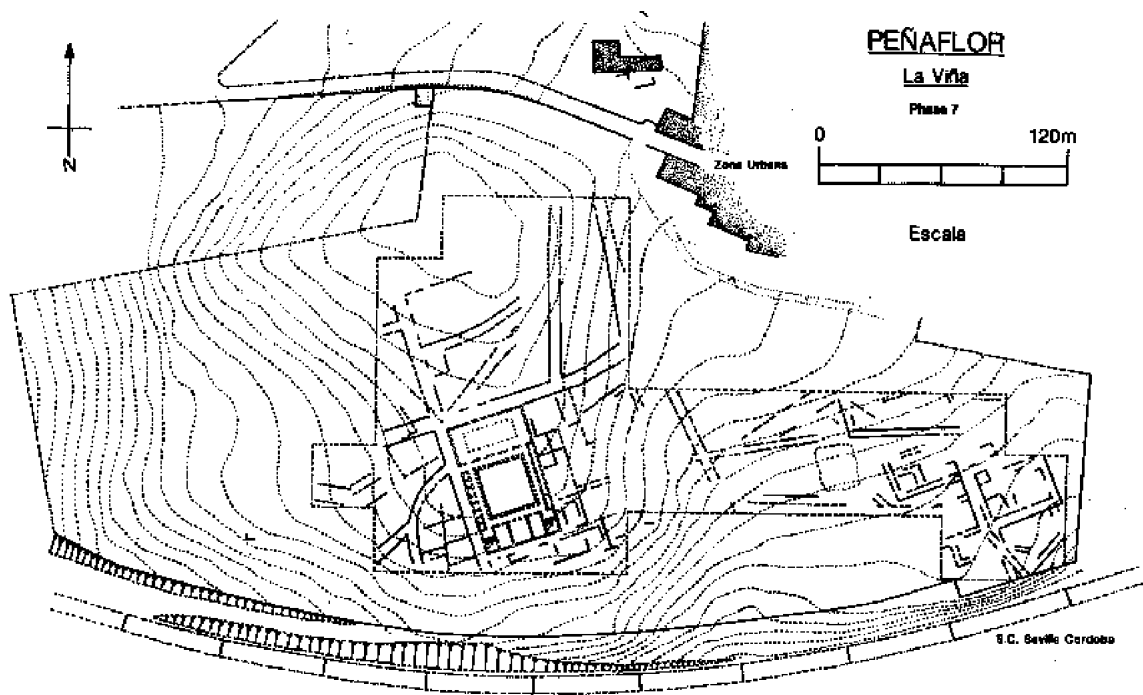 PEÑAFLOR
La Viña
Phase 7
0 120m
Escala
N
Zona Urbana
S.C. Sevilla Cordoba